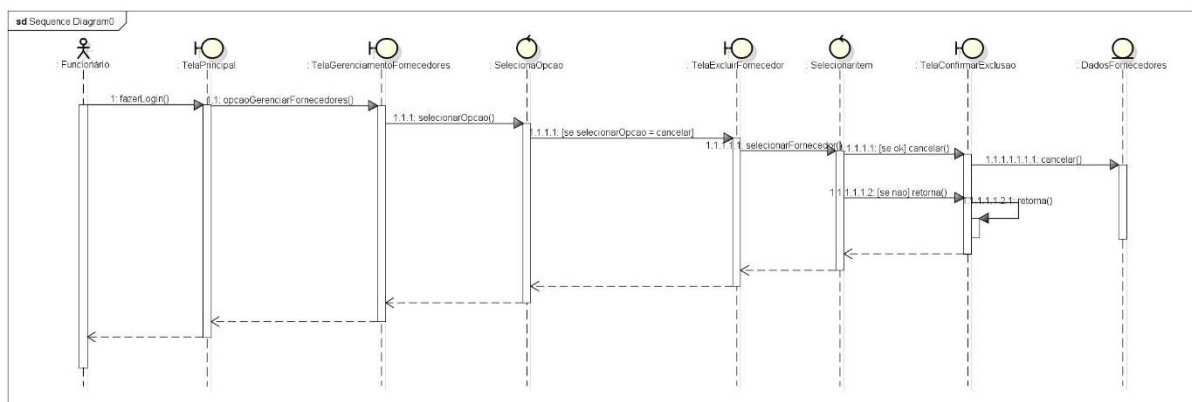 sd Sequence Diagram0
: Funcionário
: TelaPrincipal
: TelaGerenciamentoFornecedores
: SelecionaOpcao
: TelaExcluirFornecedor
: SelecionarItem
: TelaConfirmarExclusao
: DadosFornecedores
1: fazerLogin()
1.1: opcaoGerenciarFornecedores()
1.1.1: selecionarOpcao()
1.1.1.1: [se selecionarOpcao = cancelar]
1.1.1.1.1: selecionarFornecedor()
1.1.1.1.1: [se ok] cancelar()
1.1.1.1.1.1.1: cancelar()
1.1.1.1.1.2: [se nao] retorna()
1.1.1.1.1.2.1: retorna()